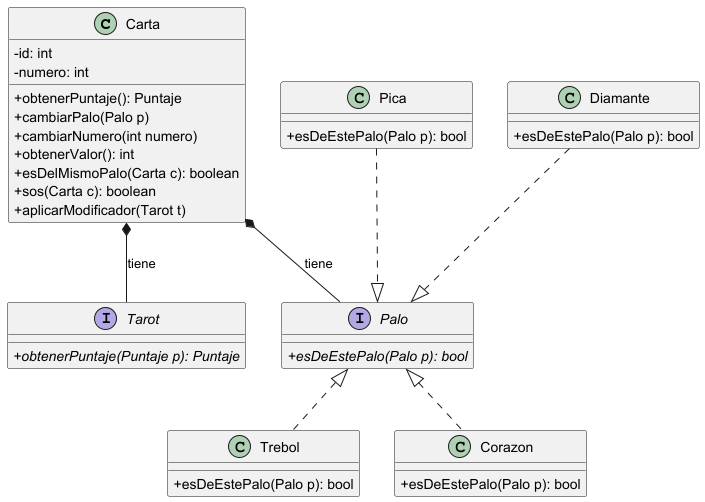 C Carta
-id: int
-numero: int
+obtenerPuntaje(): Puntaje
+cambiarPalo(Palo p)
+cambiarNumero(int numero)
+obtenerValor(): int
+esDelMismoPalo(Carta c): boolean
+sos(Carta c): boolean
+aplicarModificador(Tarot t)
C Pica
+esDeEstePalo(Palo p): bool
C Diamante
+esDeEstePalo(Palo p): bool
tiene
tiene
I Tarot
+obtenerPuntaje(Puntaje p): Puntaje
I Palo
+esDeEstePalo(Palo p): bool
C Trebol
+esDeEstePalo(Palo p): bool
C Corazon
+esDeEstePalo(Palo p): bool